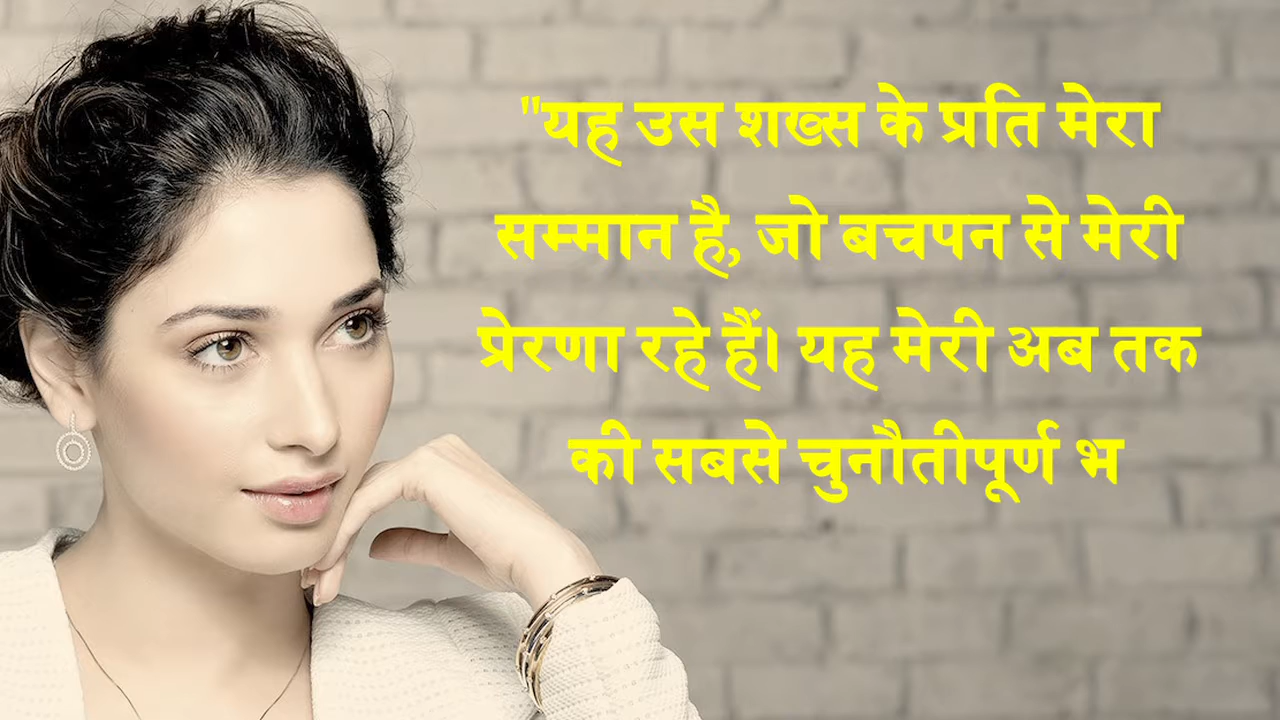 "यह उस शख्स के प्रति मेरा
सम्मान है, जो बचपन से मेरी
प्रेरणा रहे हैं। यह मेरी अब तक
की सबसे चुनौतीपूर्ण भ